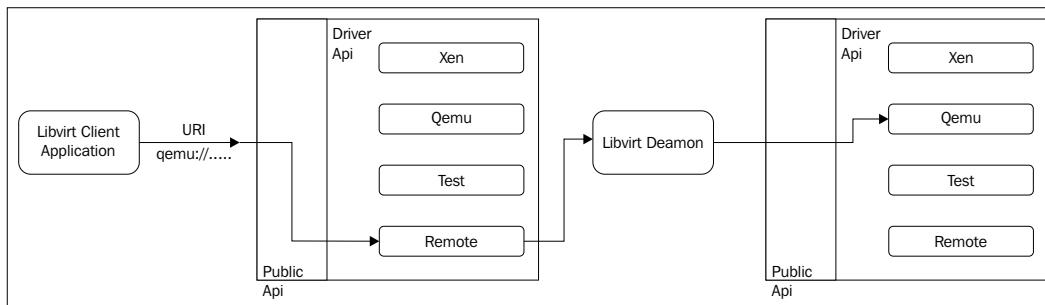 Libvirt Client
Application
URI
qemu://.....
Driver
Api
Xen
Qemu
Test
Remote
Public
Api
Libvirt Deamon
Driver
Api
Xen
Qemu
Test
Remote
Public
Api